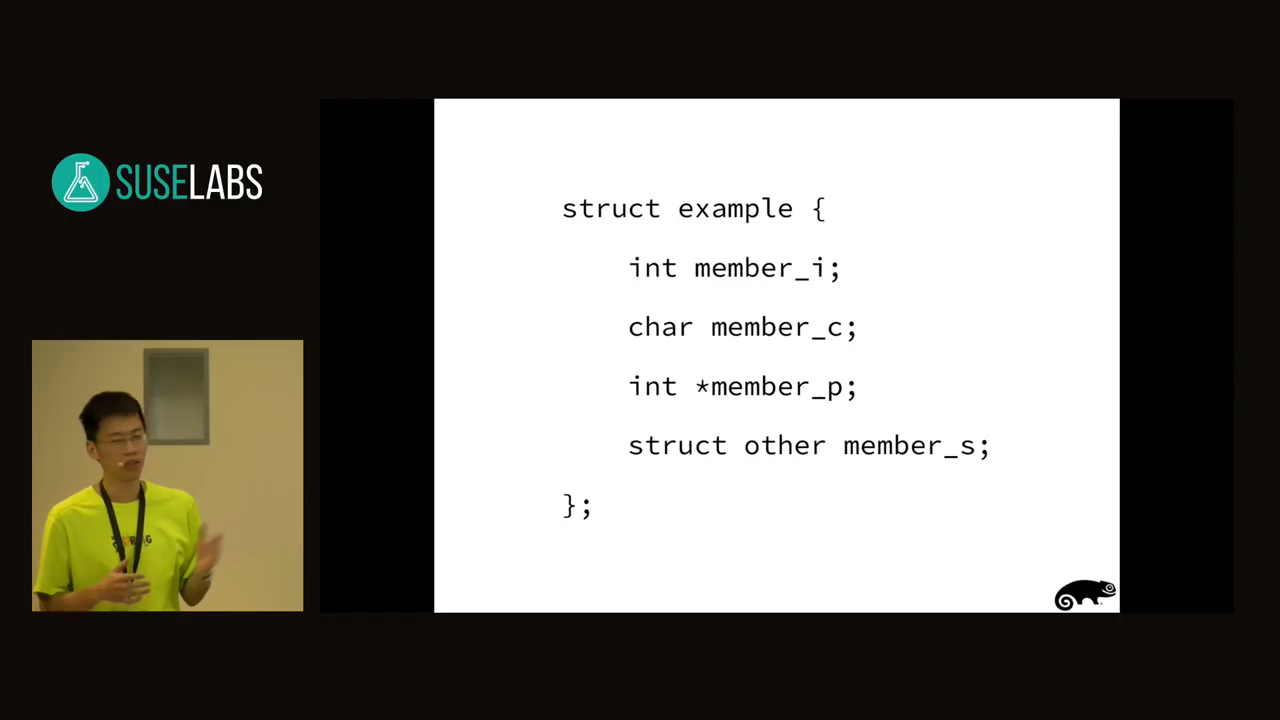 SUSELABS
struct example {
int member_i;
char member_c;
int *member_p;
struct other member_s;
};